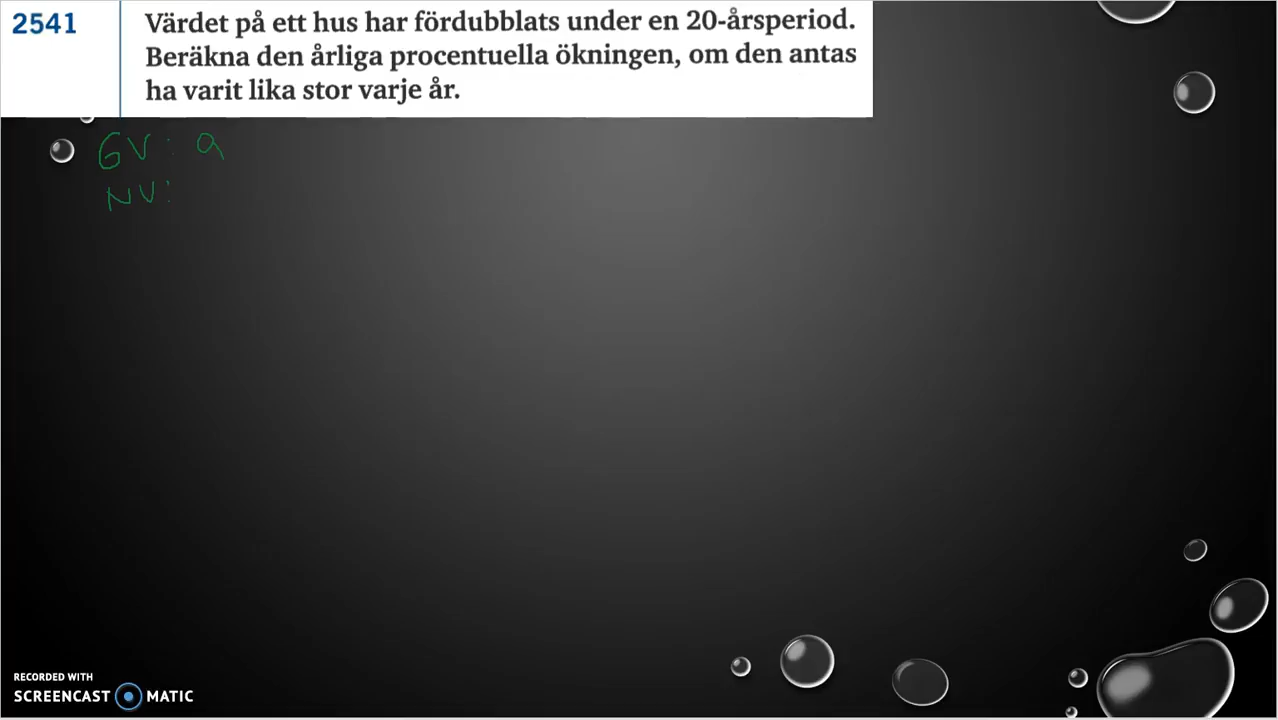 2541
Värdet på ett hus har fördubblats under en 20-årsperiod.
Beräkna den årliga procentuella ökningen, om den antas
ha varit lika stor varje år.
GV: a
NV:
RECORDED WITH
SCREENCAST MATIC